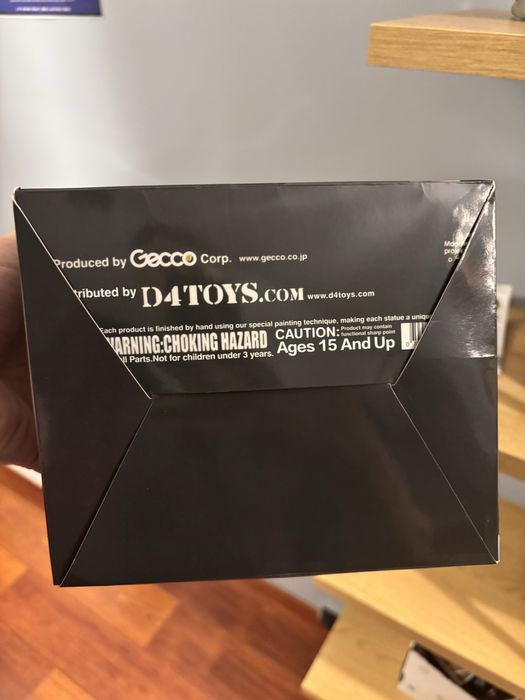 Produced by Gecco Corp. www.gecco.co.jp
tributed by D4TOYS.COM www.d4toys.com
Each product is finished by hand using our special painting technique, making each statue a uniqu
WARNING:CHOKING HAZARD
ll Parts.Not for children under 3 years.
CAUTION: Product may contain
functional sharp point
Ages 15 And Up